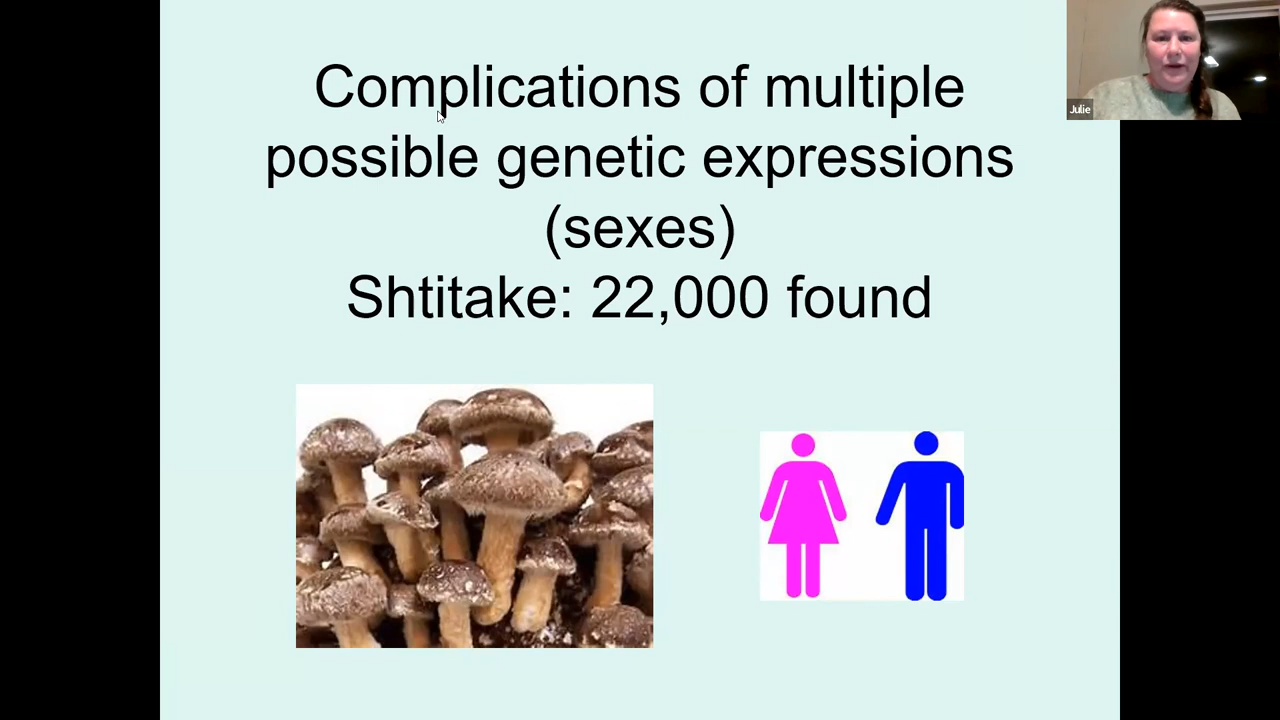 Complications of multiple
possible genetic expressions
(sexes)
Shtitake: 22,000 found
Julie